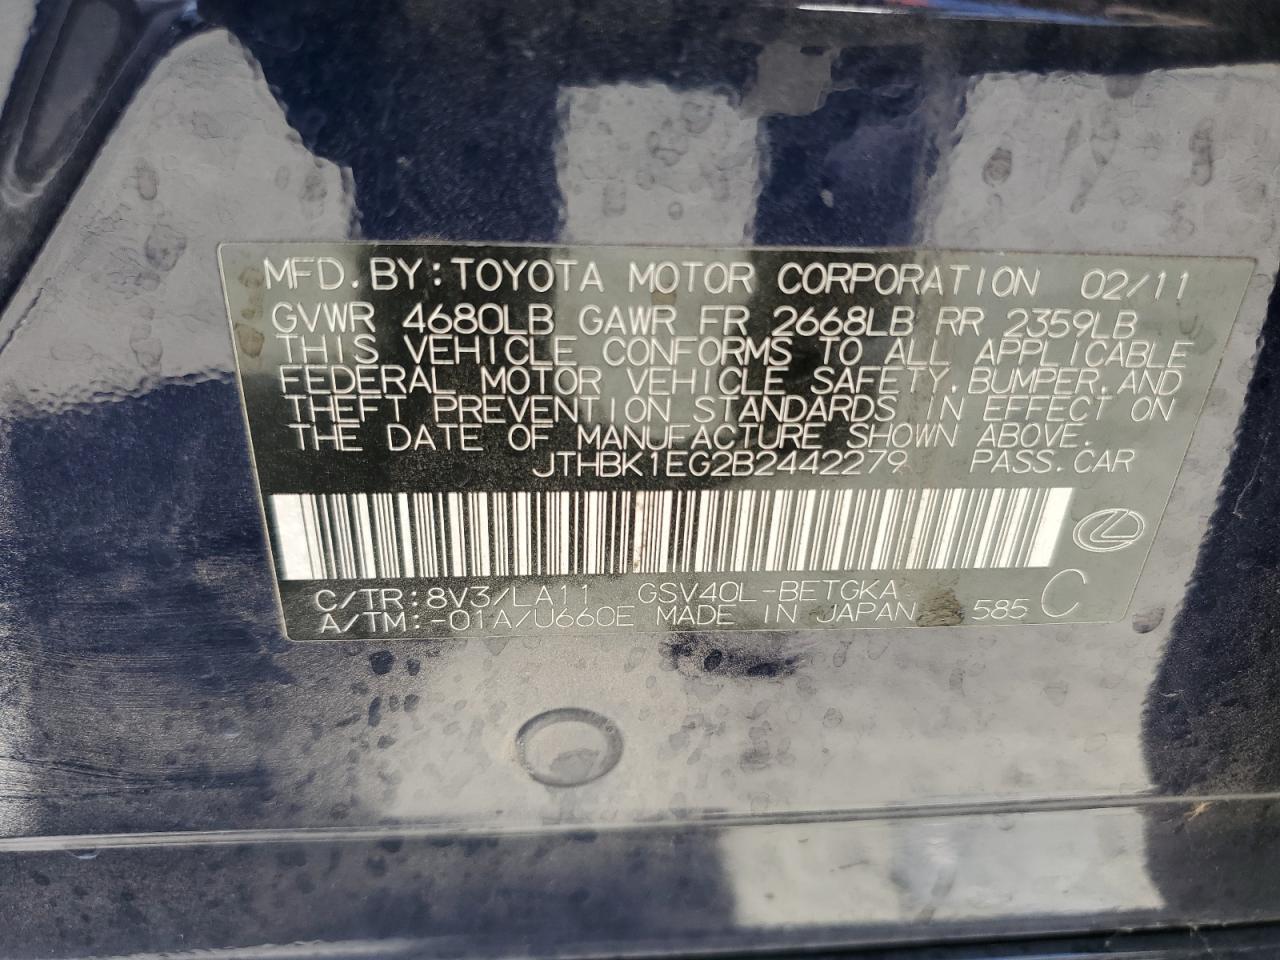 MFD. BY: TOYOTA MOTOR CORPORATION 02/11
GVWR 4680LB GAWR FR 2668LB RR 2359LB
THIS VEHICLE CONFORMS TO ALL APPLICABLE
FEDERAL MOTOR VEHICLE SAFETY, BUMPER, AND
THEFT PREVENTION STANDARDS IN EFFECT ON
THE DATE OF MANUFACTURE SHOWN ABOVE.
JTHBK1EG2B2442279 PASS. CAR
C/TR: 8V3/LA11 GSV40L-BETGKA
A/TM: -01A/U660E MADE IN JAPAN 585 C